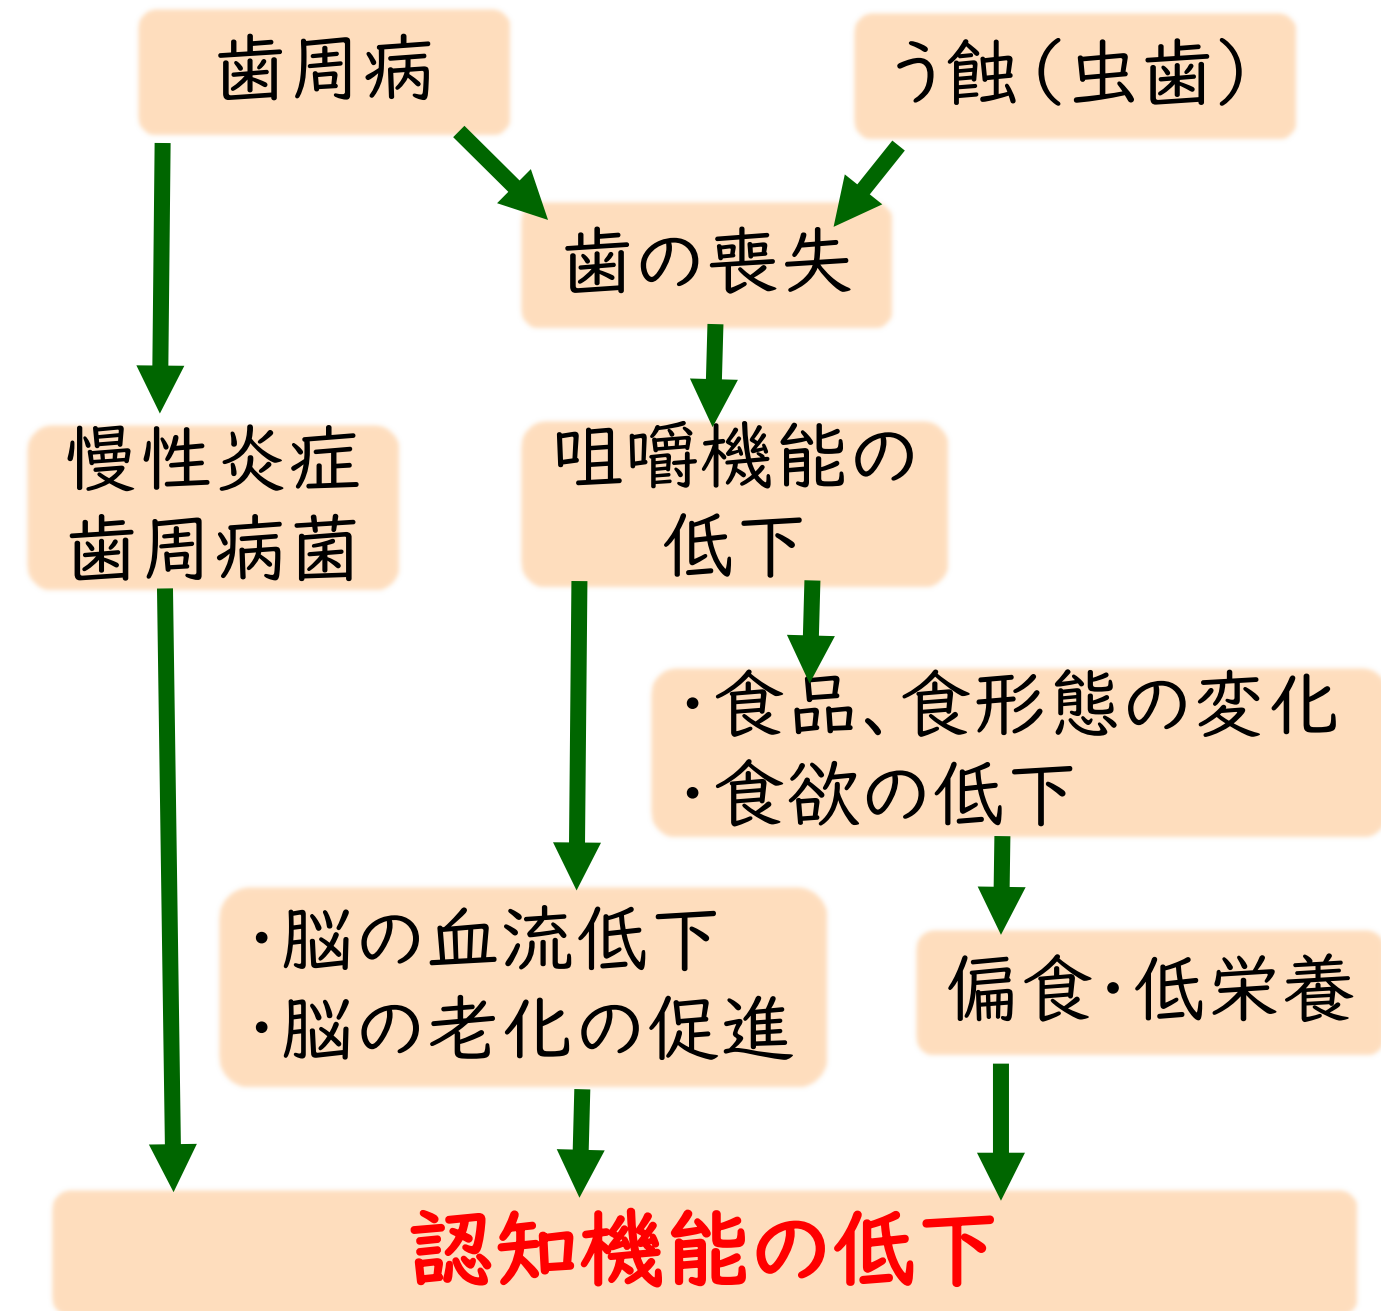 歯周病
う蝕（虫歯）
歯の喪失
慢性炎症
歯周病菌
咀嚼機能の
低下
・食品、食形態の変化
・食欲の低下
・脳の血流低下
・脳の老化の促進
偏食・低栄養
認知機能の低下